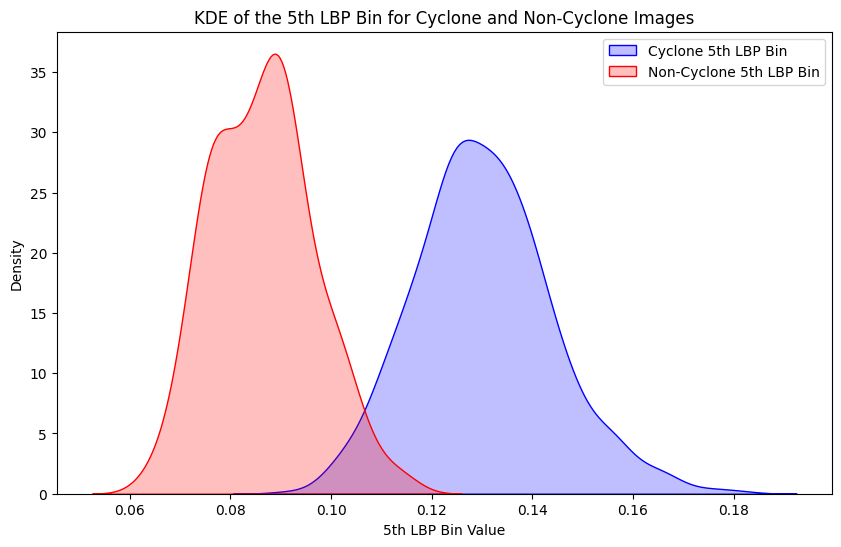 KDE of the 5th LBP Bin for Cyclone and Non-Cyclone Images
Cyclone 5th LBP Bin
Non-Cyclone 5th LBP Bin
Density
35
30
25
20
15
10
5
0
0.06 0.08 0.10 0.12 0.14 0.16 0.18
5th LBP Bin Value